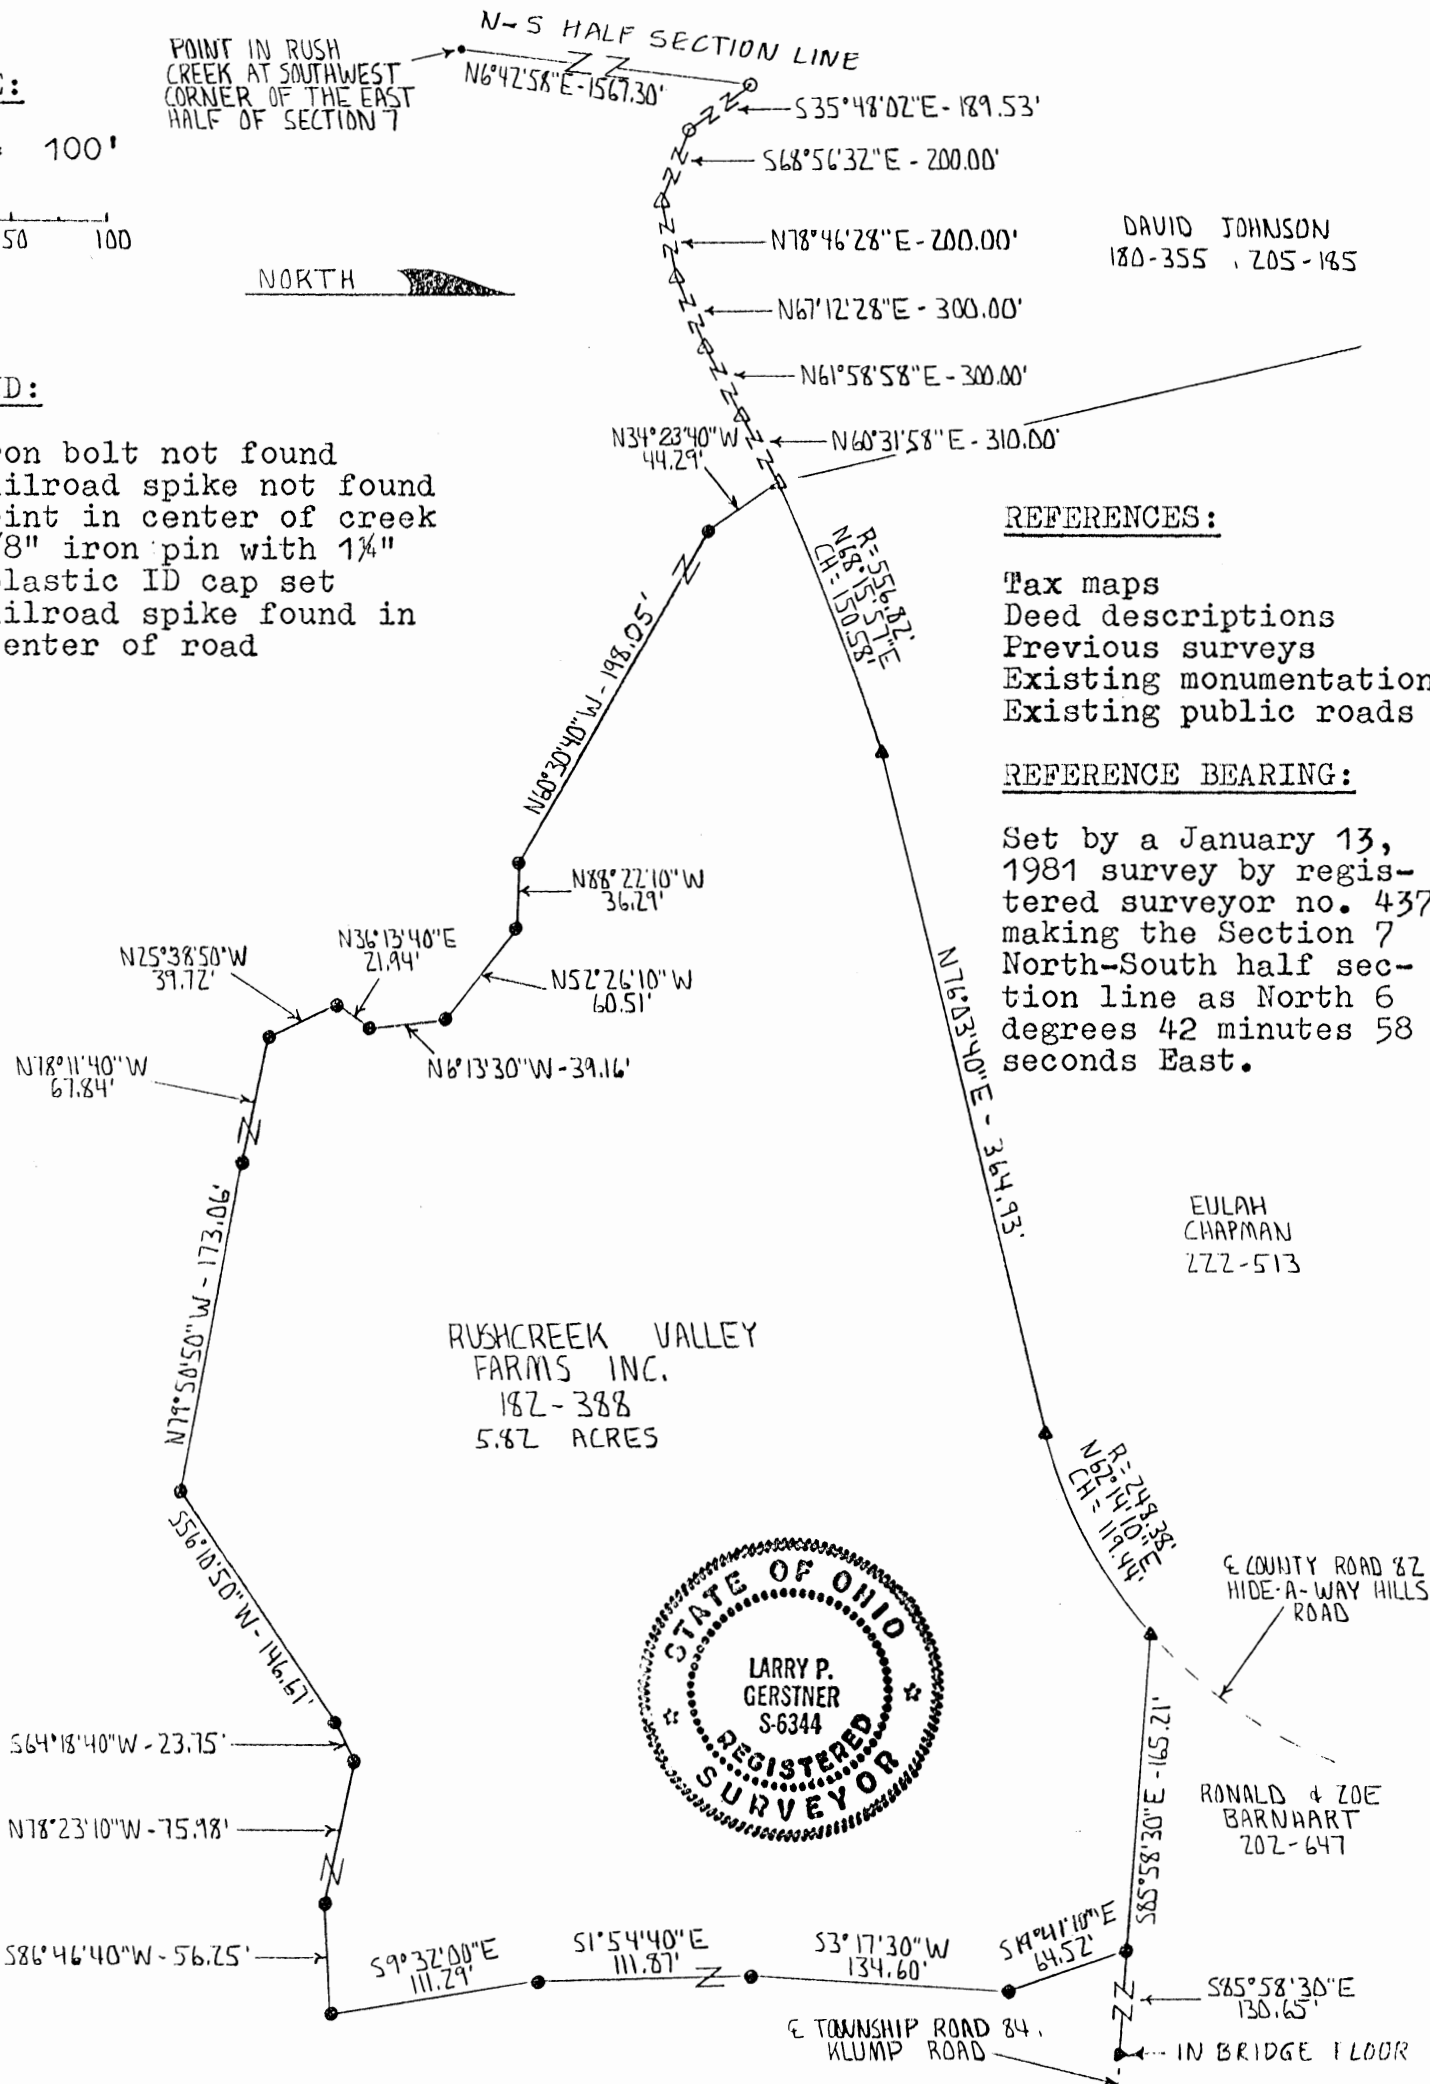 N-S HALF SECTION LINE
POINT IN RUSH
CREEK AT SOUTHWEST
CORNER OF THE EAST
HALF OF SECTION 7
N6°42'58"E-1567.30'
E:
= 100'
50 100
NORTH
S35°48'02"E-189.53'
S68°56'32"E - 200.00'
N78°46'28"E-200.00'
N67°12'28"E - 300.00'
N61°58'58"E-300.00'
N60°31'58"E-310.00'
DAVID JOHNSON
180-355, 205-185
ND:
ron bolt not found
ailroad spike not found
oint in center of creek
/8" iron pin with 1¼"
plastic ID cap set
ailroad spike found in
center of road
N34°23'40"W
44.29'
R=556.82'
N68°15'57"E
CH=150.58'
REFERENCES:
Tax maps
Deed descriptions
Previous surveys
Existing monumentation
Existing public roads
REFERENCE BEARING:
Set by a January 13,
1981 survey by regis-
tered surveyor no. 437
making the Section 7
North-South half sec-
tion line as North 6
degrees 42 minutes 58
seconds East.
N60°30'40"W-198.05'
N88°22'10"W
36.29'
N52°26'10"W
60.51'
N6°13'30"W-39.16'
N36°13'40"E
21.94'
N25°38'50"W
39.72'
N78°11'40"W
67.84'
N79°50'50"W-173.06'
N76°03'40"E - 364.93'
EULAH
CHAPMAN
222-513
RUSHCREEK VALLEY
FARMS INC.
182-388
5.82 ACRES
S56°10'50"W-146.67'
R=248.38'
N62°14'10"E
CH=119.44'
℄ COUNTY ROAD 82
HIDE-A-WAY HILLS
ROAD
STATE OF OHIO
LARRY P.
GERSTNER
S-6344
REGISTERED
SURVEYOR
S64°18'40"W-23.75'
N78°23'10"W-75.98'
S86°46'40"W-56.25'
S85°58'30"E-165.21'
RONALD & ZOE
BARNHART
202-647
S9°32'00"E
111.29'
S1°54'40"E
111.87'
S3°17'30"W
134.60'
S19°41'10"E
64.52'
S85°58'30"E
130.65'
℄ TOWNSHIP ROAD 84,
KLUMP ROAD
IN BRIDGE FLOOR